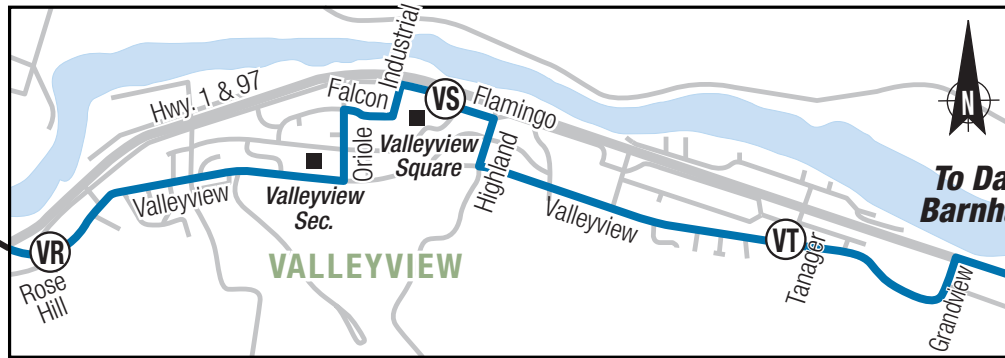 Industrial
Hwy. 1 & 97
Falcon
VS
Flamingo
N
Oriole
Valleyview
Square
Valleyview
Valleyview
Sec.
Highland
Valleyview
To Da
Barnh
VR
VALLEYVIEW
VT
Tanager
Rose
Hill
Grandview